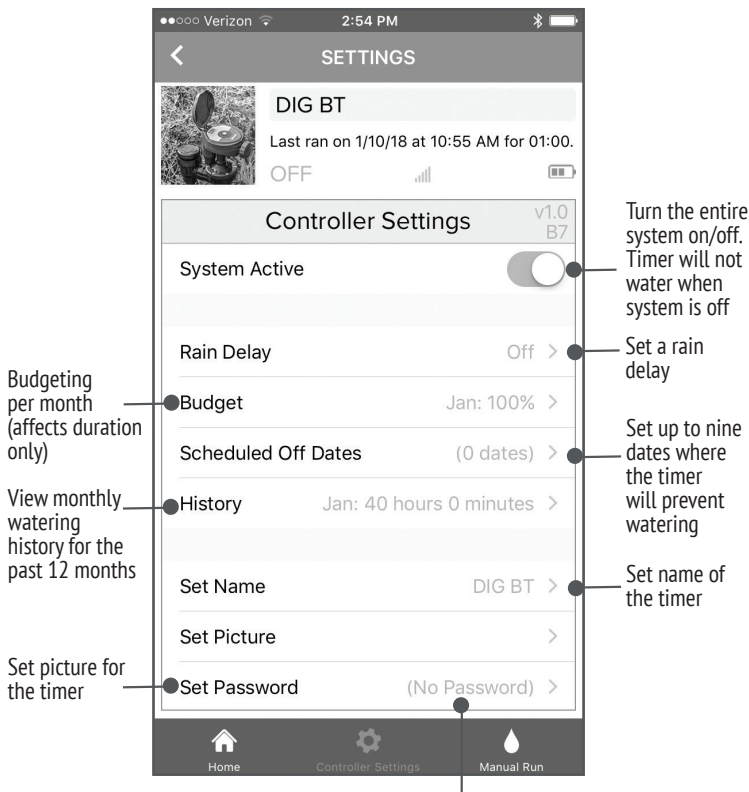 Verizon 2:54 PM
SETTINGS
DIG BT
Last ran on 1/10/18 at 10:55 AM for 01:00.
OFF
Controller Settings
v1.0
B7
System Active
Turn the entire
system on/off.
Timer will not
water when
system is off
Rain Delay Off
Set a rain
delay
Budgeting
per month
(affects duration
only)
Budget Jan: 100%
Scheduled Off Dates (0 dates)
Set up to nine
dates where
the timer
will prevent
watering
View monthly
watering
history for the
past 12 months
History Jan: 40 hours 0 minutes
Set Name DIG BT
Set name of
the timer
Set Picture
Set picture for
the timer
Set Password (No Password)
Home Controller Settings Manual Run